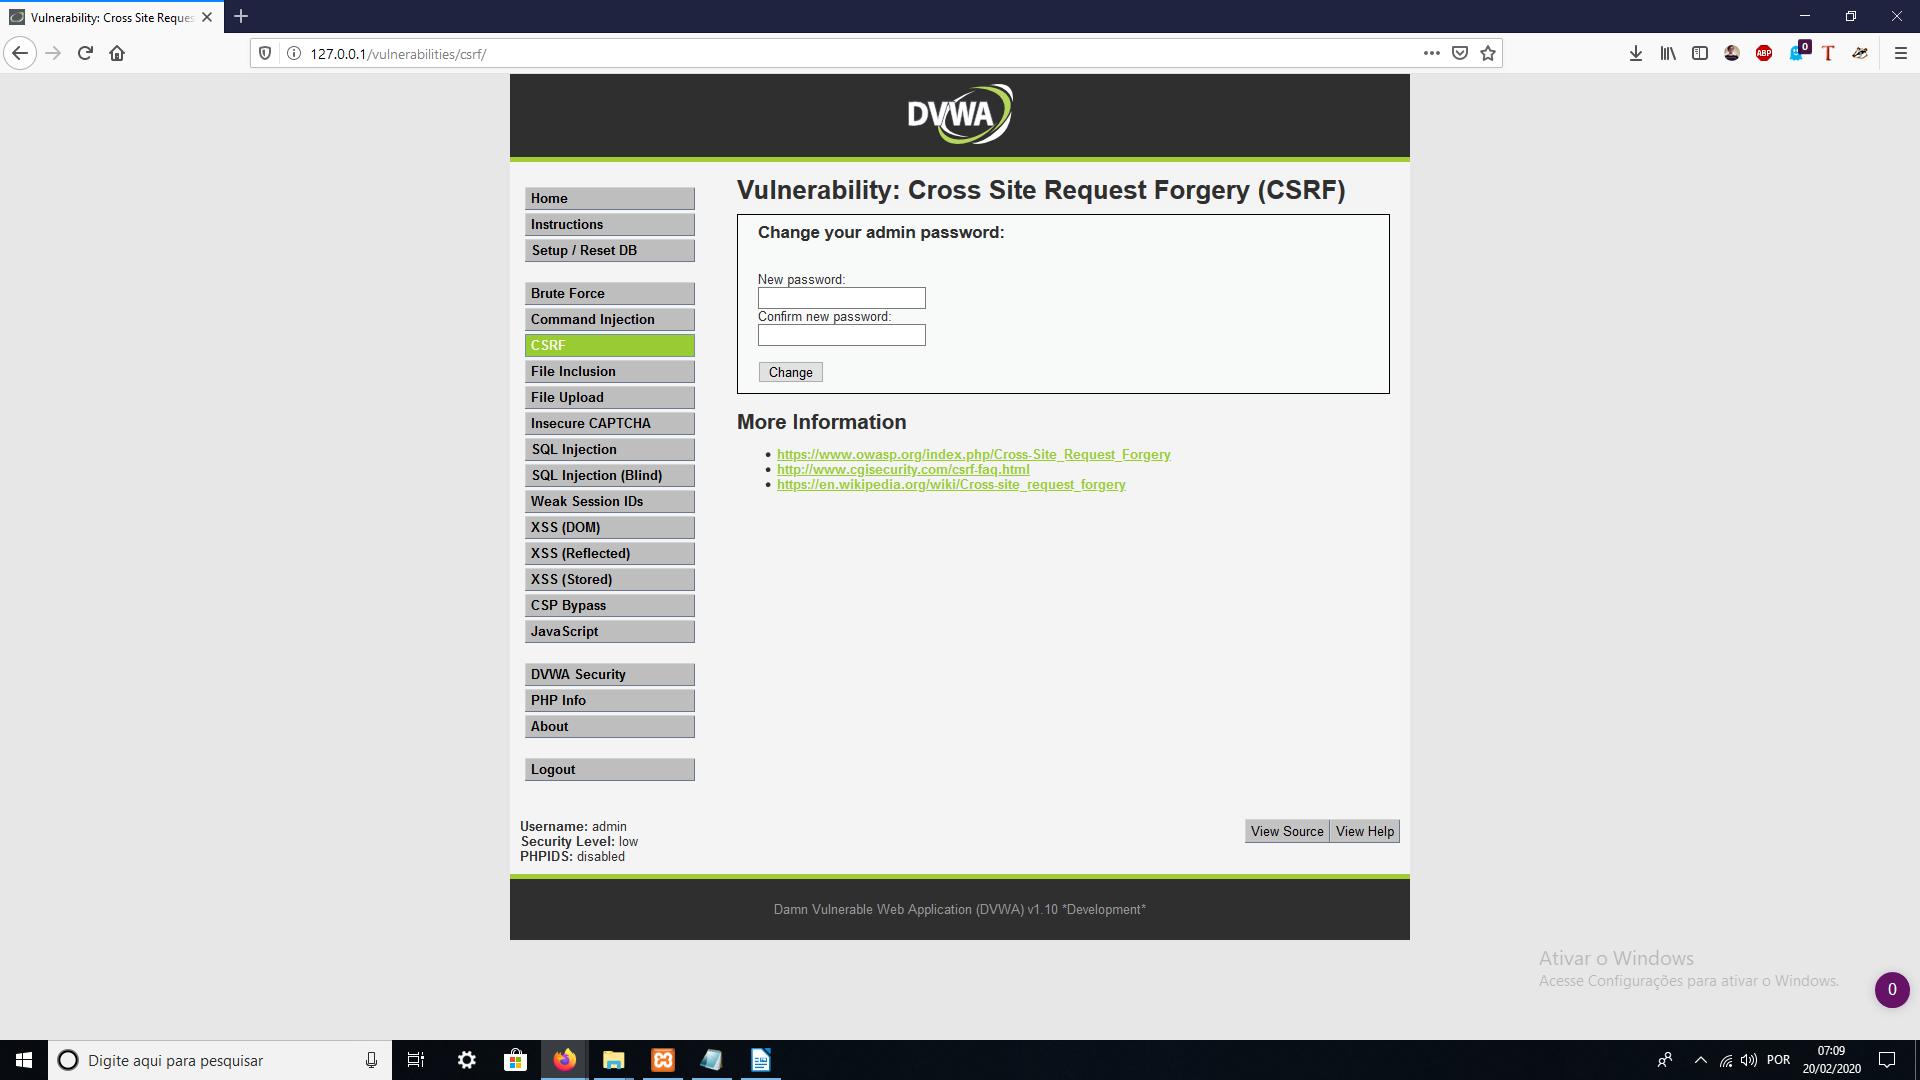 Vulnerability: Cross Site Reques
127.0.0.1/vulnerabilities/csrf/
ABP
0
T
DVWA
Home
Instructions
Setup / Reset DB
Brute Force
Command Injection
CSRF
File Inclusion
File Upload
Insecure CAPTCHA
SQL Injection
SQL Injection (Blind)
Weak Session IDs
XSS (DOM)
XSS (Reflected)
XSS (Stored)
CSP Bypass
JavaScript
DVWA Security
PHP Info
About
Logout
Vulnerability: Cross Site Request Forgery (CSRF)
Change your admin password:
New password:
Confirm new password:
Change
More Information
https://www.owasp.org/index.php/Cross-Site_Request_Forgery
http://www.cgisecurity.com/csrf-faq.html
https://en.wikipedia.org/wiki/Cross-site_request_forgery
Username: admin
Security Level: low
PHPIDS: disabled
View Source
View Help
Damn Vulnerable Web Application (DVWA) v1.10 *Development*
Ativar o Windows
Acesse Configurações para ativar o Windows.
0
Digite aqui para pesquisar
POR
07:09
20/02/2020